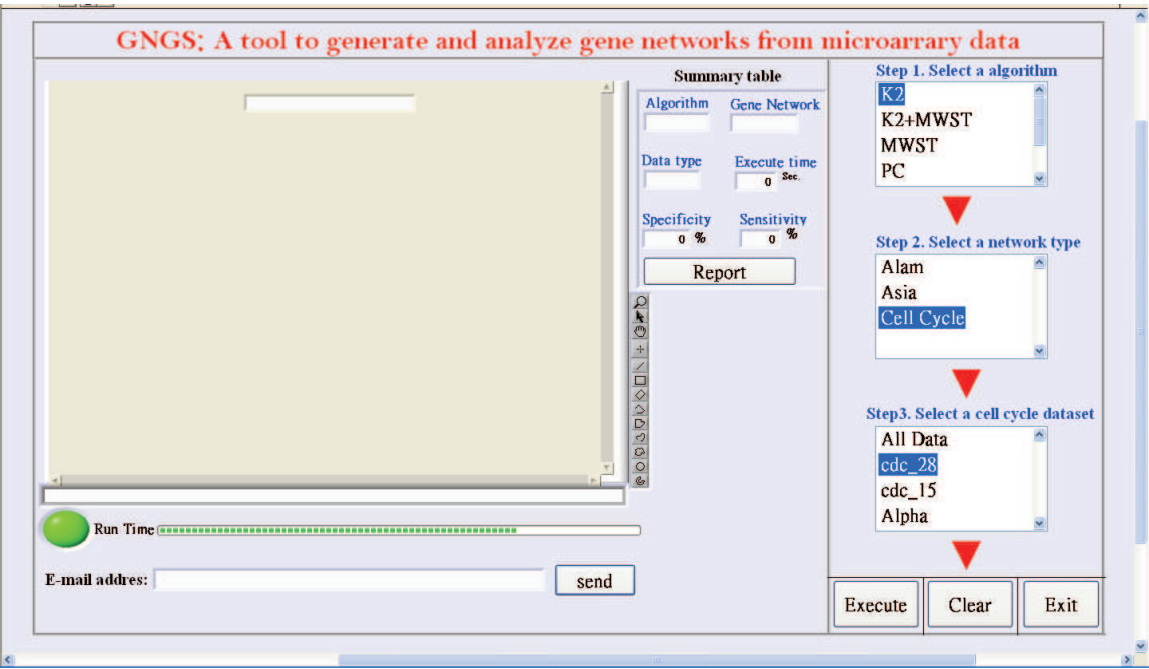 GNGS: A tool to generate and analyze gene networks from microarrary data
Summary table
Algorithm Gene Network
Data type Execute time
0 Sec.
Specificity Sensitivity
0 % 0 %
Report
Run Time
E-mail addres: send
Step 1. Select a algorithm
K2
K2+MWST
MWST
PC
Step 2. Select a network type
Alam
Asia
Cell Cycle
Step3. Select a cell cycle dataset
All Data
cdc_28
cdc_15
Alpha
Execute Clear Exit